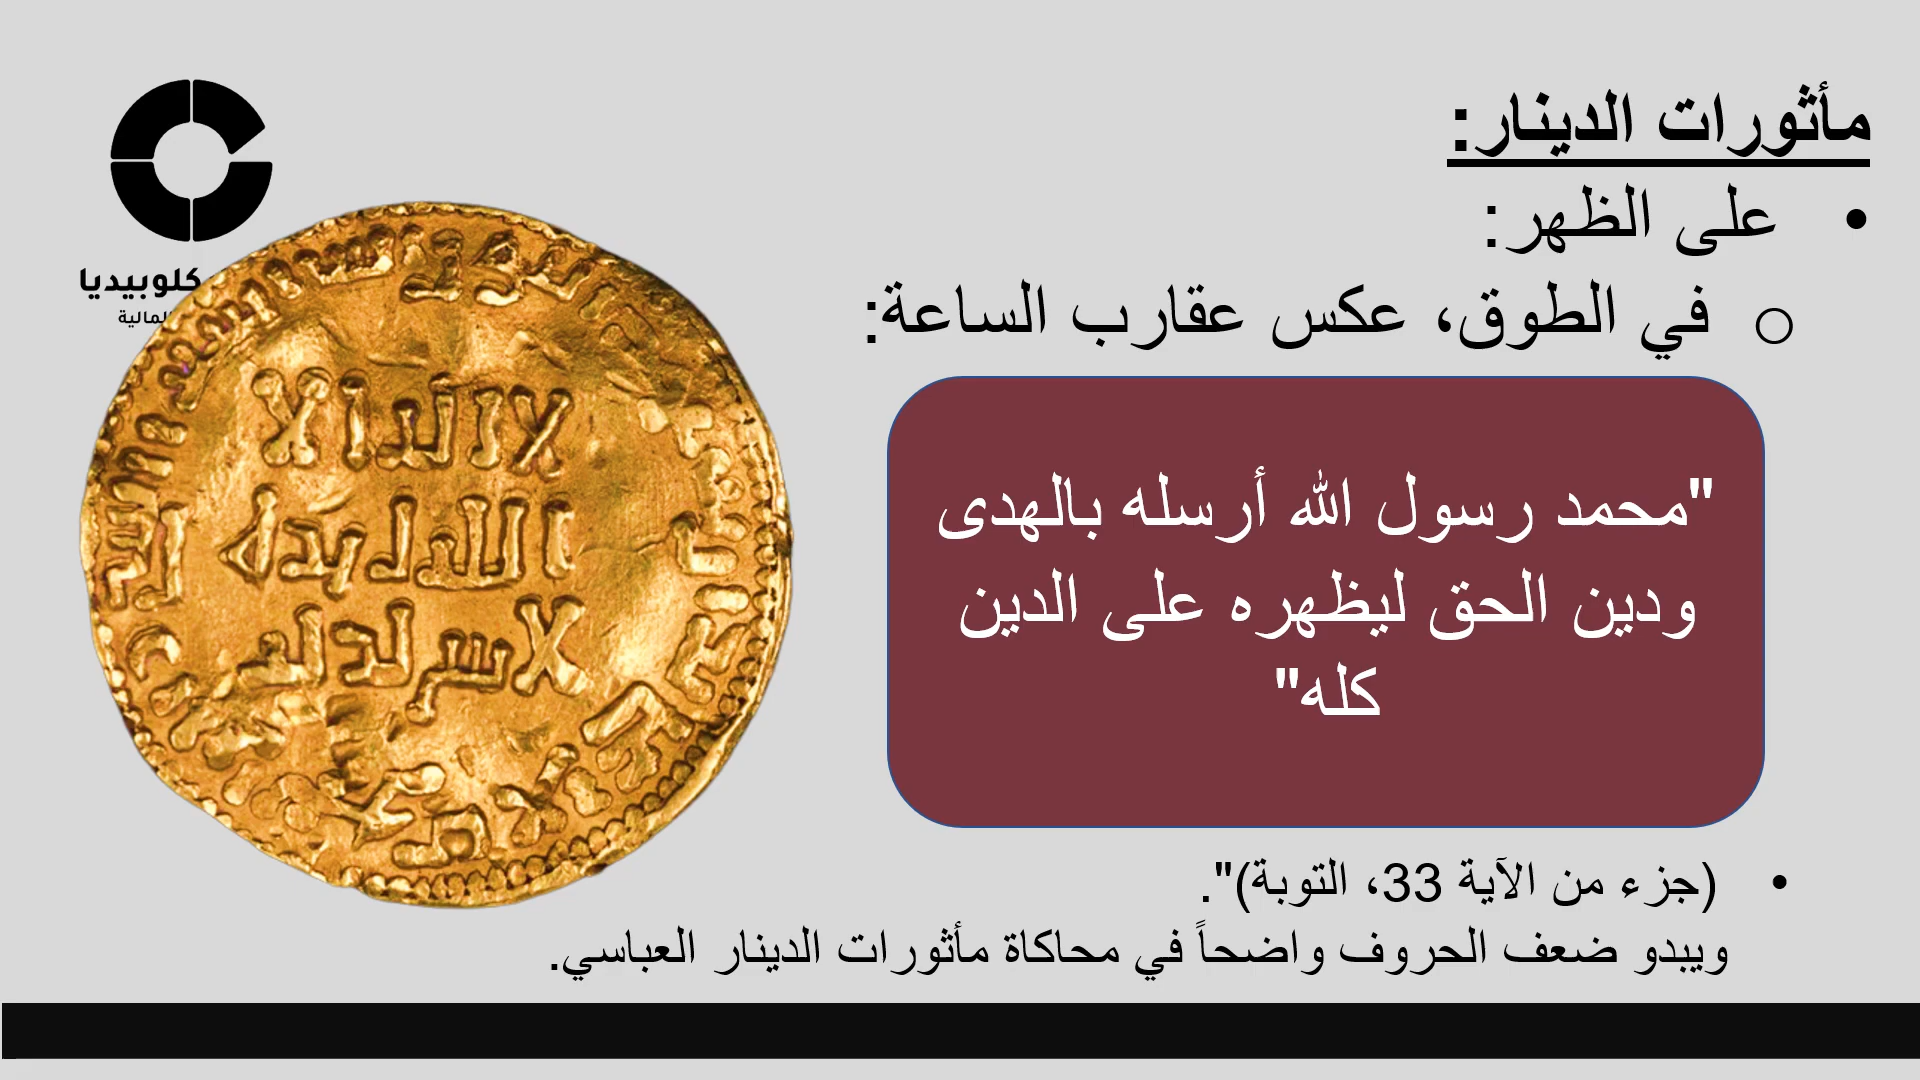 مأثورات الدينار:
• على الظهر:
o في الطوق، عكس عقارب الساعة:
"محمد رسول الله أرسله بالهدى
ودين الحق ليظهره على الدين
كله"
• (جزء من الآية 33، التوبة)".
ويبدو ضعف الحروف واضحاً في محاكاة مأثورات الدينار العباسي.
كلوبيديا
المالية
لا اله الا
الله وحده
لا شريك له